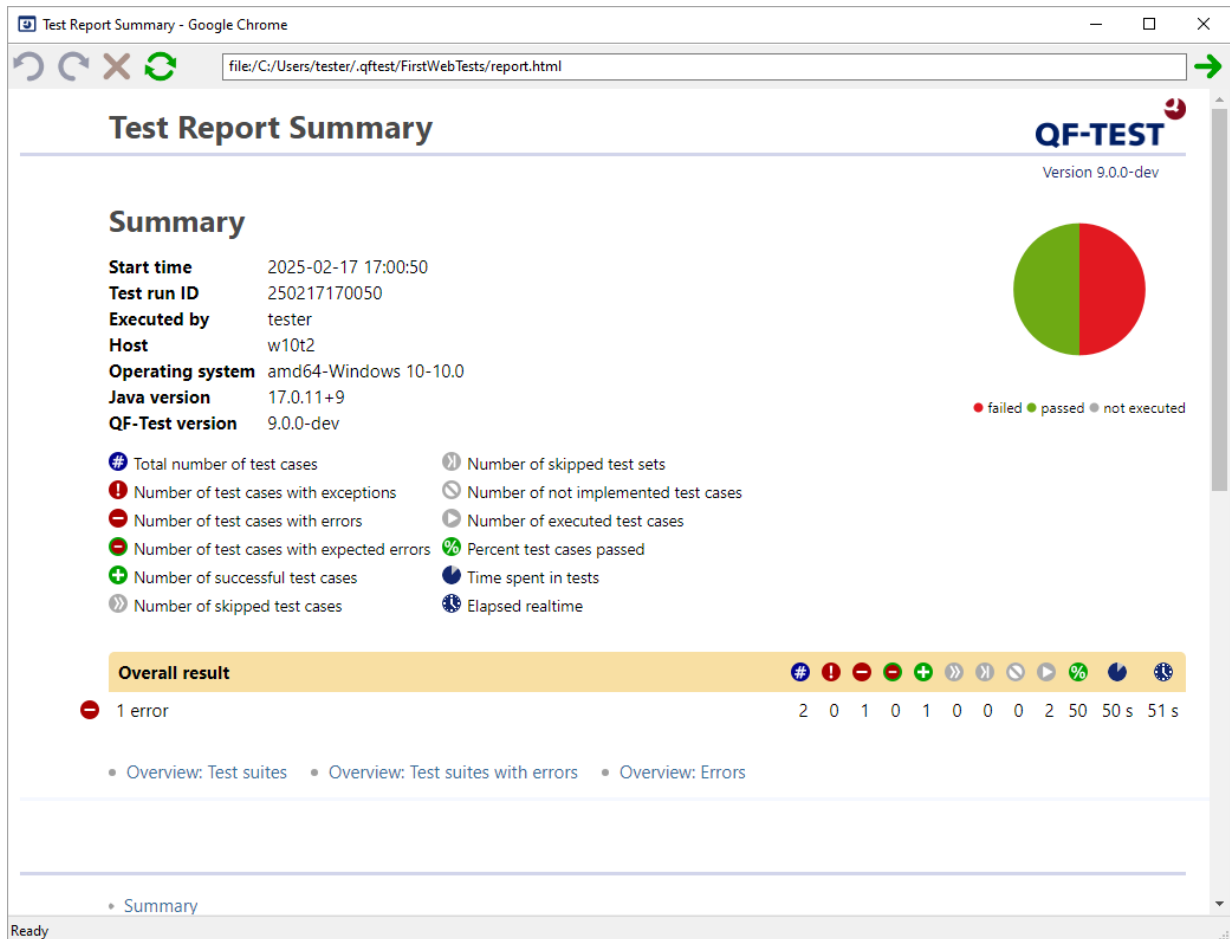 Test Report Summary - Google Chrome
file:/C:/Users/tester/.qftest/FirstWebTests/report.html
Test Report Summary
QF-TEST
Version 9.0.0-dev
Summary
Start time 2025-02-17 17:00:50
Test run ID 250217170050
Executed by tester
Host w10t2
Operating system amd64-Windows 10-10.0
Java version 17.0.11+9
QF-Test version 9.0.0-dev
failed passed not executed
# Total number of test cases Number of skipped test sets
! Number of test cases with exceptions Number of not implemented test cases
Number of test cases with errors Number of executed test cases
Number of test cases with expected errors % Percent test cases passed
Number of successful test cases Time spent in tests
Number of skipped test cases Elapsed realtime
Overall result # ! %
1 error 2 0 1 0 1 0 0 0 2 50 50 s 51 s
• Overview: Test suites • Overview: Test suites with errors • Overview: Errors
• Summary
Ready